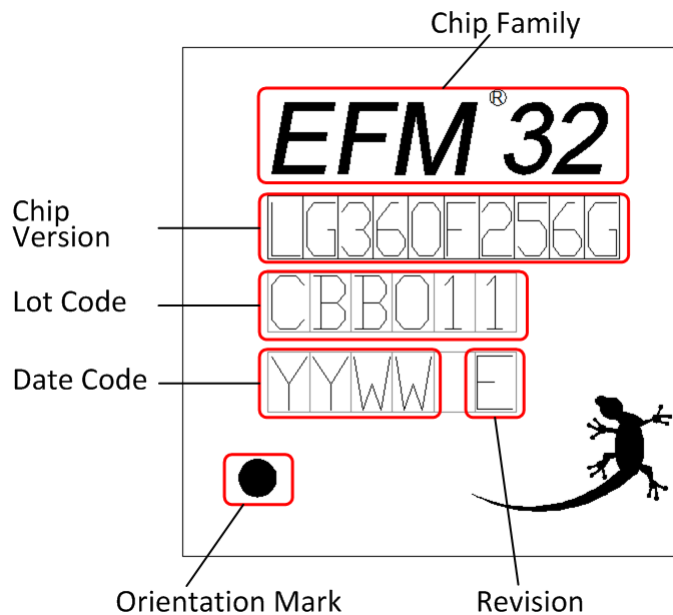 Chip Family
EFM®32
Chip
Version
LG360F256G
Lot Code
CBB011
Date Code
YYWW E
Orientation Mark
Revision